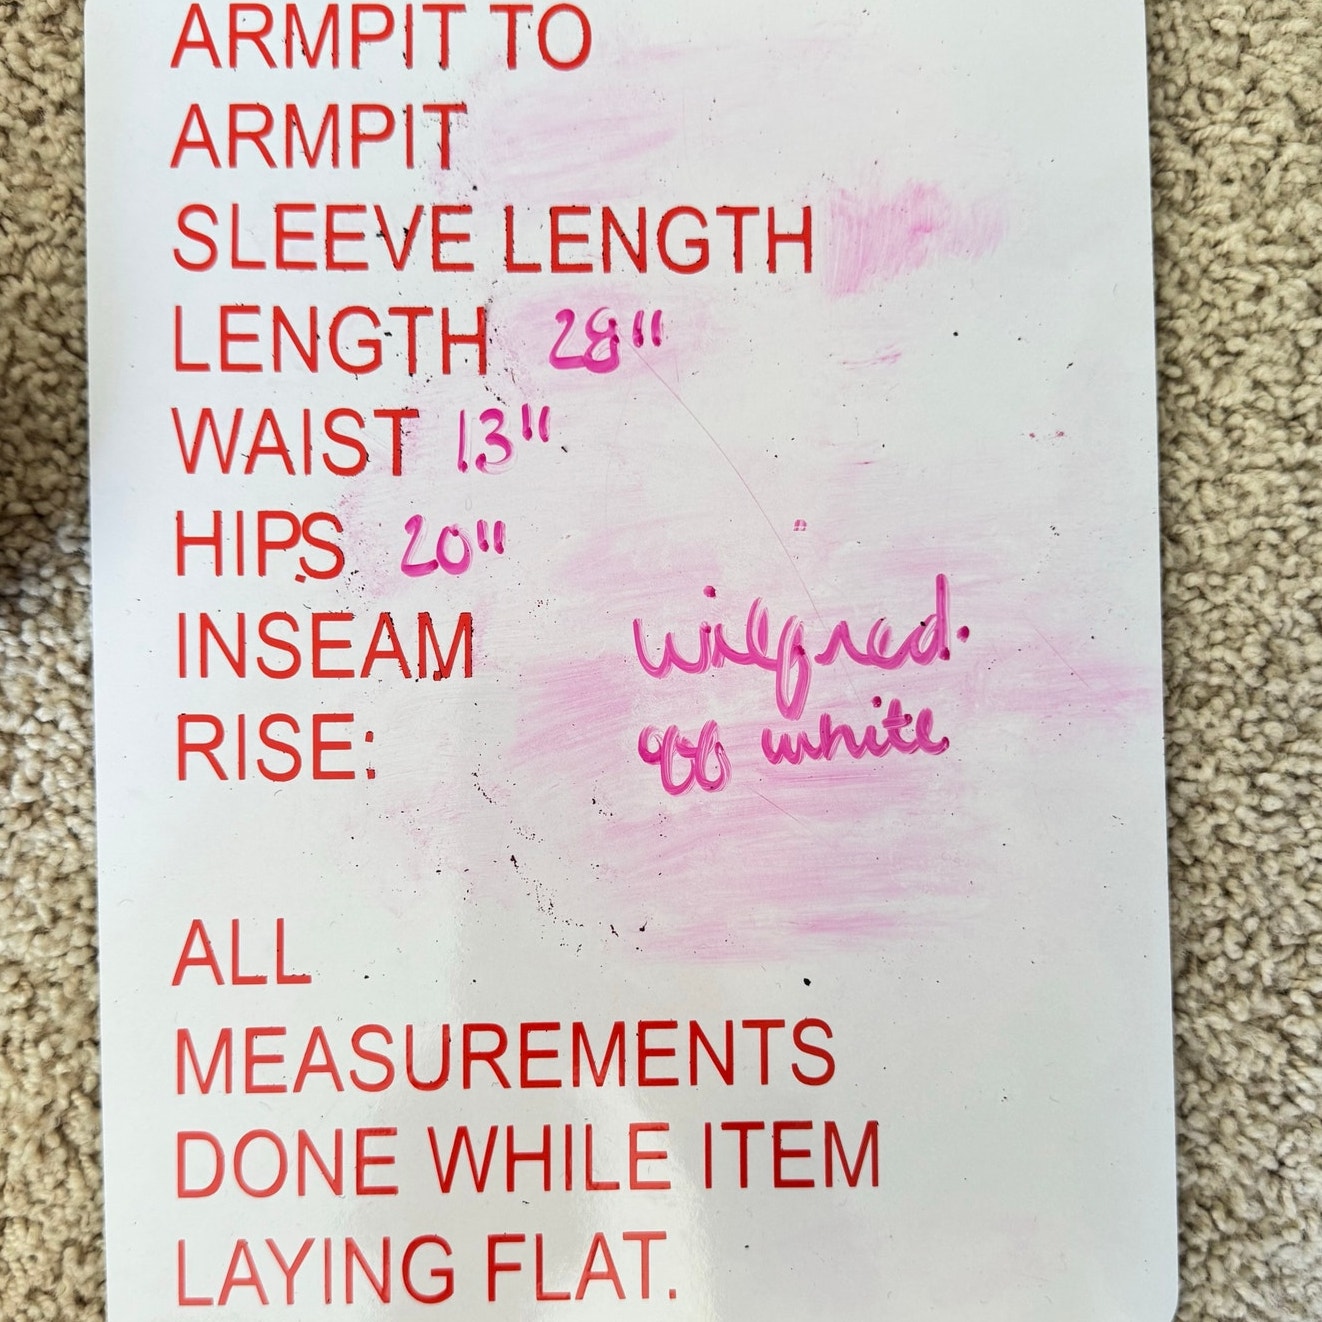 ARMPIT TO
ARMPIT
SLEEVE LENGTH
LENGTH 28"
WAIST 13"
HIPS 20"
INSEAM wilfred.
RISE: off white
ALL
MEASUREMENTS
DONE WHILE ITEM
LAYING FLAT.